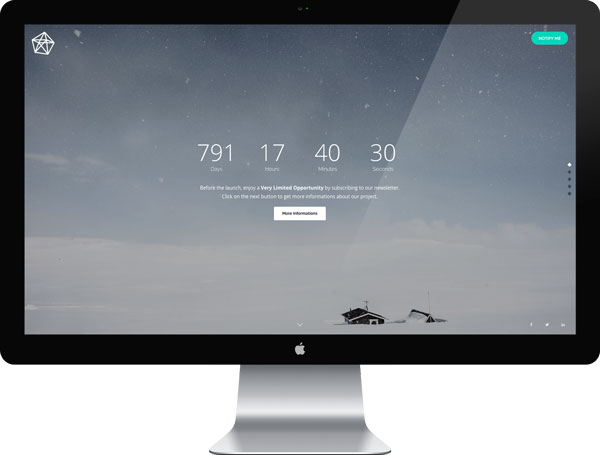 NOTIFY ME
791 17 40 30
Days Hours Minutes Seconds
Before the launch, enjoy a Very Limited Opportunity by subscribing to our newsletter.
Click on the next button to get more informations about our project.
More Informations